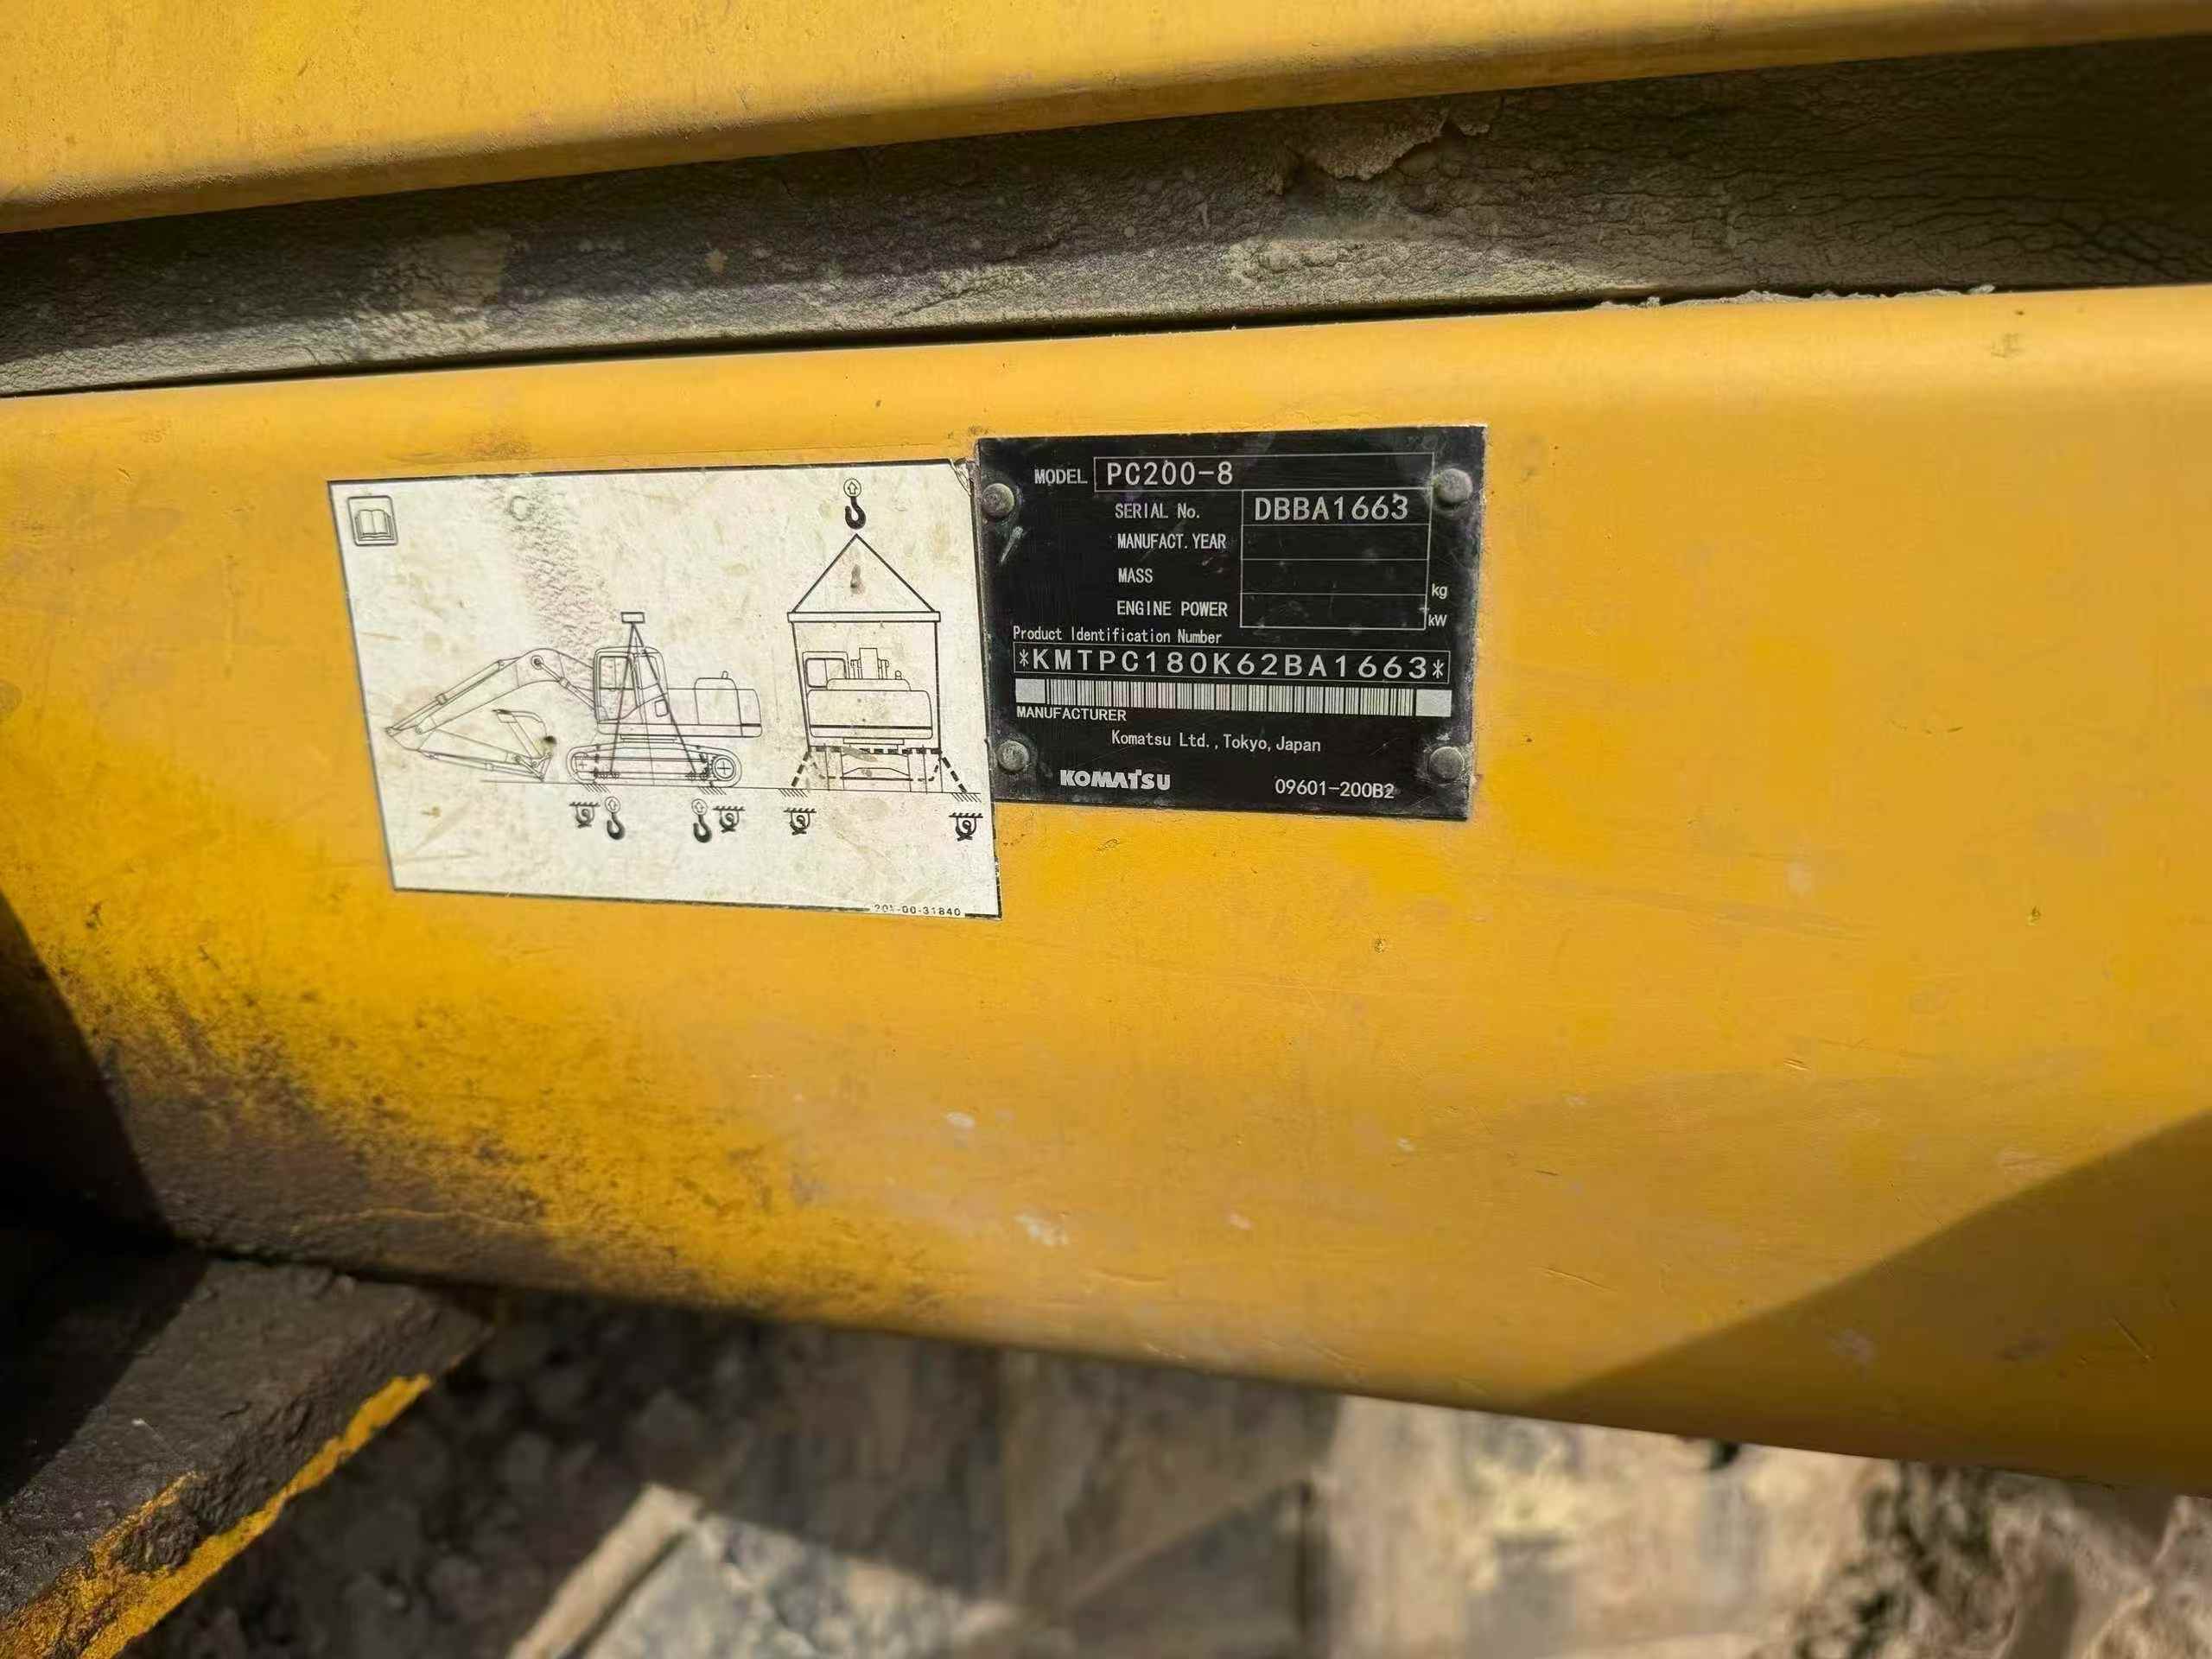 MODEL PC200-8
SERIAL No. DBBA1663
MANUFACT. YEAR
MASS kg
ENGINE POWER kW
Product Identification Number
*KMTPC180K62BA1663*
MANUFACTURER
Komatsu Ltd., Tokyo, Japan
KOMATSU 09601-200B2